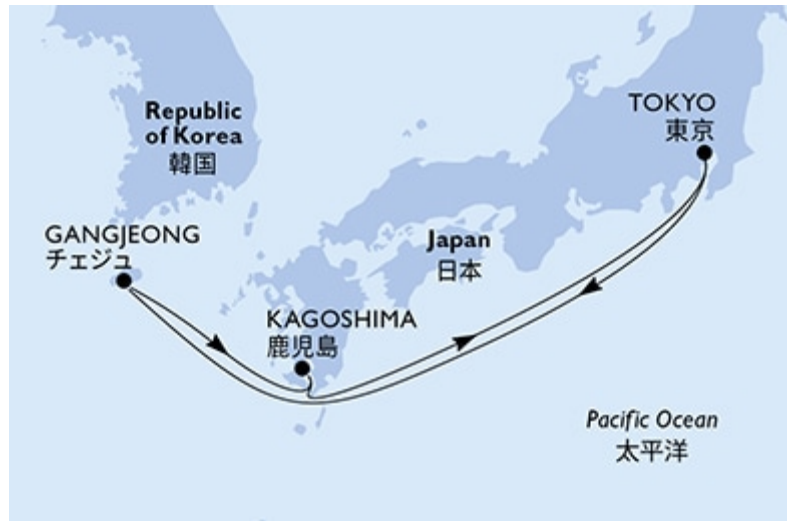 TOKYO
東京
Republic
of Korea
韓国
GANGJEONG
チェジュ
Japan
日本
KAGOSHIMA
鹿児島
Pacific Ocean
太平洋